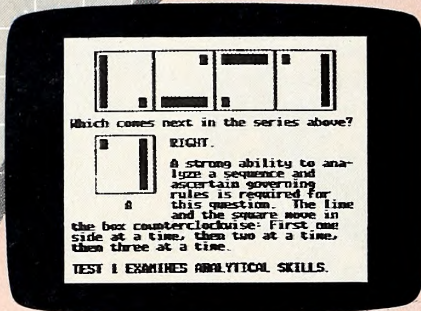 Which comes next in the series above?
RIGHT.
A strong ability to ana-
lyze a sequence and
ascertain governing
rules is required for
this question. The line
and the square move in
the box counterclockwise: First one
side at a time, then two at a time,
then three at a time.
A
TEST 1 EXAMINES ANALYTICAL SKILLS.